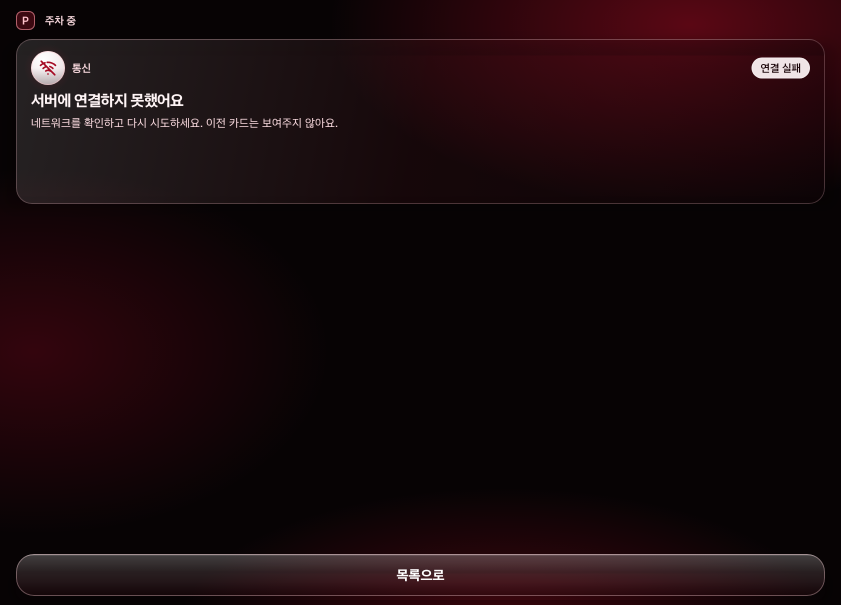 P 주차 중
통신
연결 실패
서버에 연결하지 못했어요
네트워크를 확인하고 다시 시도하세요. 이전 카드는 보여주지 않아요.
목록으로